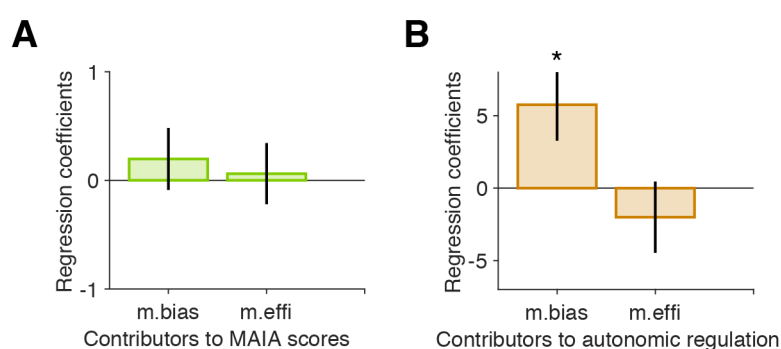 A
Regression coefficients
1
0
-1
m.bias
m.effi
Contributors to MAIA scores
B
*
Regression coefficients
5
0
-5
m.bias
m.effi
Contributors to autonomic regulation